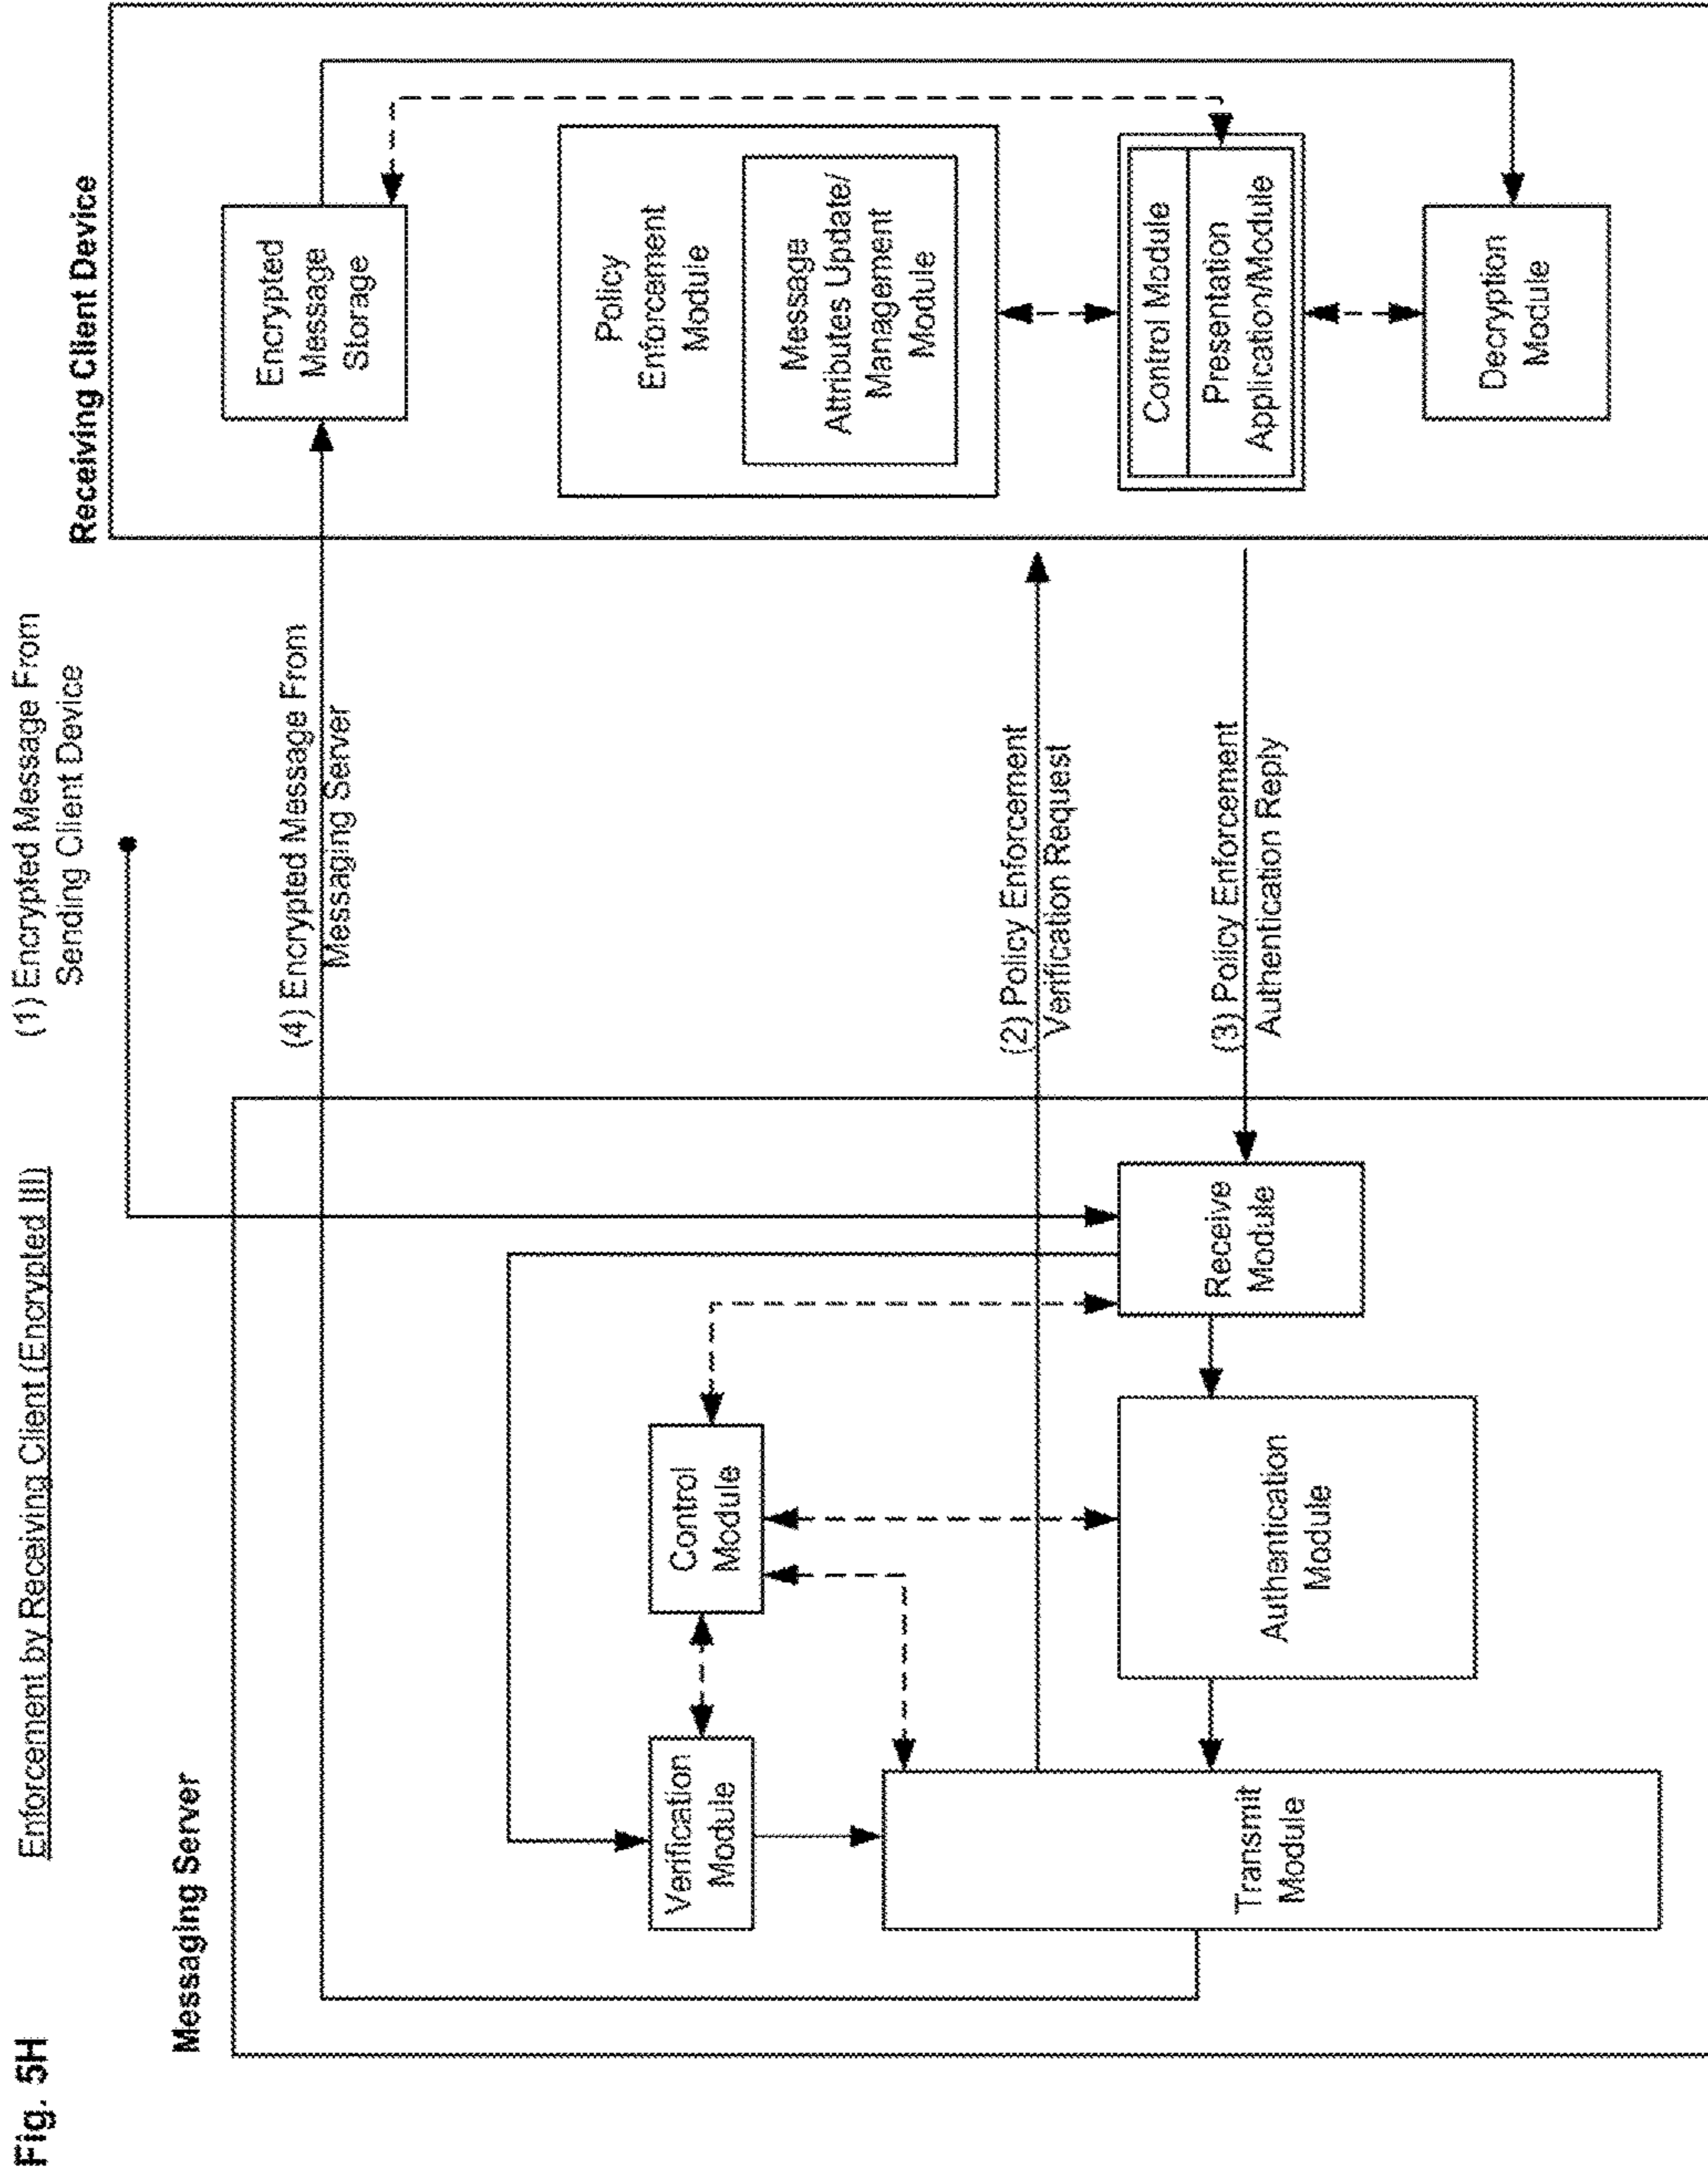 Fig. 5H
Enforcement by Receiving Client (Encrypted III)
(1) Encrypted Message From
Sending Client Device
Messaging Server
Receiving Client Device
(4) Encrypted Message From
Messaging Server
Encrypted
Message
Storage
Verification
Module
Control
Module
Policy
Enforcement
Module
Message
Attributes Update/
Management
Module
(2) Policy Enforcement
Verification Request
Transmit
Module
Authentication
Module
Receive
Module
(3) Policy Enforcement
Authentication Reply
Control Module
Presentation
Application/Module
Decryption
Module